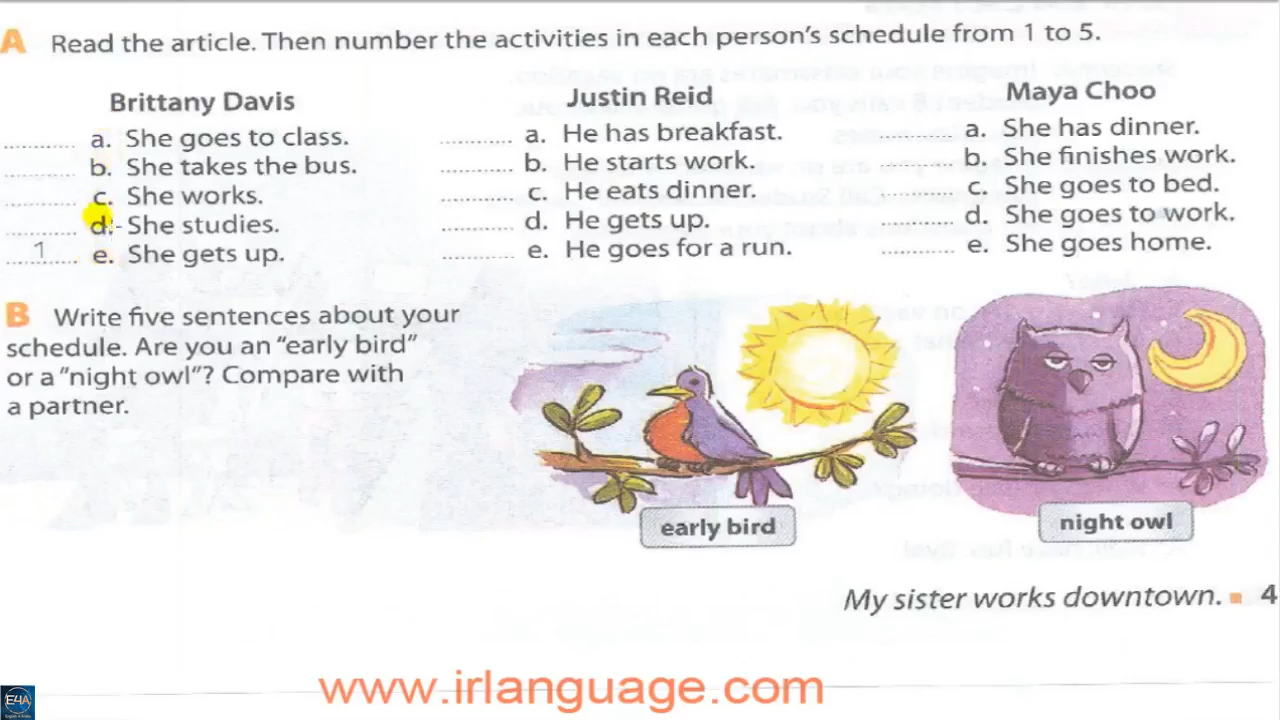 A Read the article. Then number the activities in each person's schedule from 1 to 5.
Brittany Davis
.......... a. She goes to class.
.......... b. She takes the bus.
.......... c. She works.
.......... d. She studies.
1 e. She gets up.
Justin Reid
.......... a. He has breakfast.
.......... b. He starts work.
.......... c. He eats dinner.
.......... d. He gets up.
.......... e. He goes for a run.
Maya Choo
a. She has dinner.
b. She finishes work.
c. She goes to bed.
.......... d. She goes to work.
.......... e. She goes home.
B Write five sentences about your
schedule. Are you an "early bird"
or a "night owl"? Compare with
a partner.
early bird
night owl
My sister works downtown. ▪ 4
www.irlanguage.com
E4A